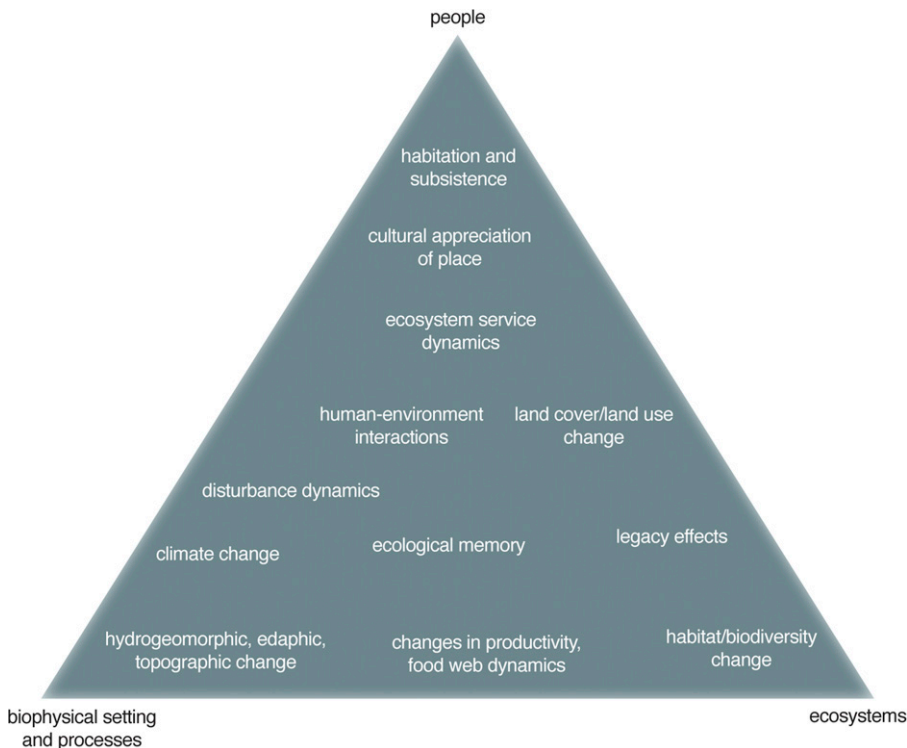 people
habitation and
subsistence
cultural appreciation
of place
ecosystem service
dynamics
human-environment
interactions
land cover/land use
change
disturbance dynamics
climate change
ecological memory
legacy effects
hydrogeomorphic, edaphic,
topographic change
changes in productivity,
food web dynamics
habitat/biodiversity
change
biophysical setting
and processes
ecosystems